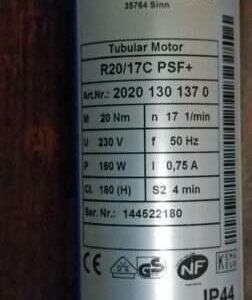 35764 Sinn
Tubular Motor
R20/17C PSF+
Art.Nr.: 2020 130 137 0
M 20 Nm n 17 1/min
U 230 V f 50 Hz
P 160 W I 0,75 A
Cl. 180 (H) S2 4 min
Ser. Nr.: 144522180
CE GS NF
IP44